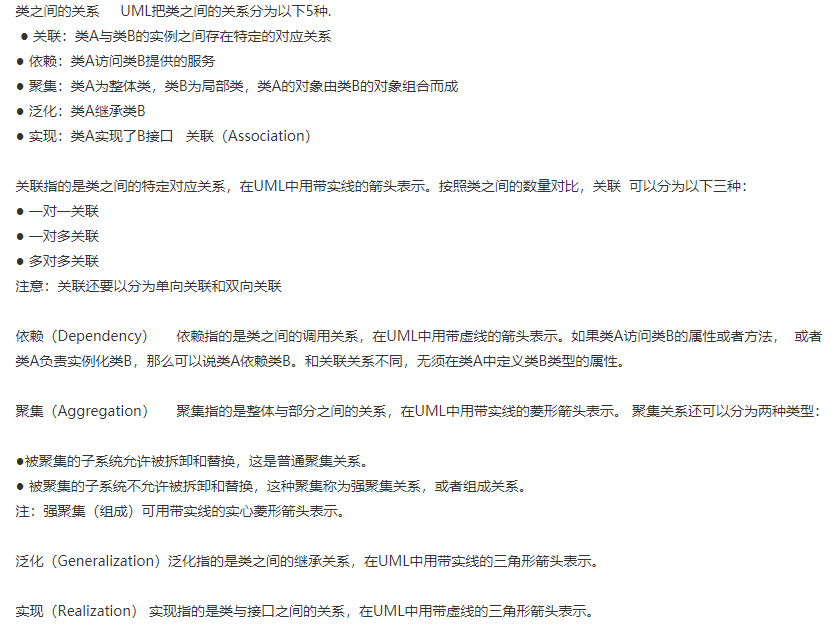 类之间的关系 UML把类之间的关系分为以下5种.
● 关联：类A与类B的实例之间存在特定的对应关系
● 依赖：类A访问类B提供的服务
● 聚集：类A为整体类，类B为局部类，类A的对象由类B的对象组合而成
● 泛化：类A继承类B
● 实现：类A实现了B接口 关联（Association）
关联指的是类之间的特定对应关系，在UML中用带实线的箭头表示。按照类之间的数量对比，关联 可以分为以下三种：
● 一对一关联
● 一对多关联
● 多对多关联
注意：关联还要以分为单向关联和双向关联
依赖（Dependency） 依赖指的是类之间的调用关系，在UML中用带虚线的箭头表示。如果类A访问类B的属性或者方法， 或者
类A负责实例化类B，那么可以说类A依赖类B。和关联关系不同，无须在类A中定义类B类型的属性。
聚集（Aggregation） 聚集指的是整体与部分之间的关系，在UML中用带实线的菱形箭头表示。 聚集关系还可以分为两种类型：
●被聚集的子系统允许被拆卸和替换，这是普通聚集关系。
● 被聚集的子系统不允许被拆卸和替换，这种聚集称为强聚集关系，或者组成关系。
注：强聚集（组成）可用带实线的实心菱形箭头表示。
泛化（Generalization）泛化指的是类之间的继承关系，在UML中用带实线的三角形箭头表示。
实现（Realization） 实现指的是类与接口之间的关系，在UML中用带虚线的三角形箭头表示。